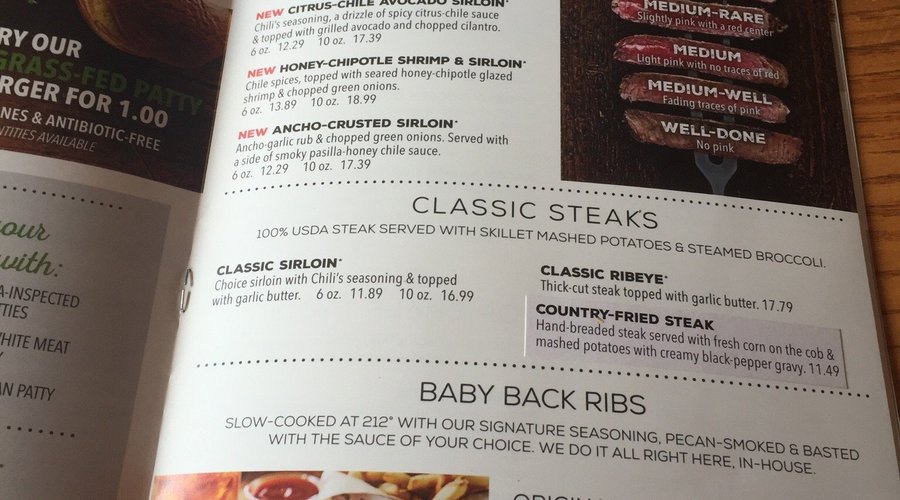 RY OUR
GRASS-FED PATTY
RGER FOR 1.00
NES & ANTIBIOTIC-FREE
NTITIES AVAILABLE
your
with:
A-INSPECTED
TTIES
WHITE MEAT
AN PATTY
NEW CITRUS-CHILE AVOCADO SIRLOIN*
Chili's seasoning, a drizzle of spicy citrus-chile sauce
& topped with grilled avocado and chopped cilantro.
6 oz. 12.29 10 oz. 17.39
NEW HONEY-CHIPOTLE SHRIMP & SIRLOIN*
Chile spices, topped with seared honey-chipotle glazed
shrimp & chopped green onions.
6 oz. 13.89 10 oz. 18.99
NEW ANCHO-CRUSTED SIRLOIN*
Ancho-garlic rub & chopped green onions. Served with
a side of smoky pasilla-honey chile sauce.
6 oz. 12.29 10 oz. 17.39
MEDIUM-RARE
Slightly pink with a red center
MEDIUM
Light pink with no traces of red
MEDIUM-WELL
Fading traces of pink
WELL-DONE
No pink
CLASSIC STEAKS
100% USDA STEAK SERVED WITH SKILLET MASHED POTATOES & STEAMED BROCCOLI.
CLASSIC SIRLOIN*
Choice sirloin with Chili's seasoning & topped
with garlic butter. 6 oz. 11.89 10 oz. 16.99
CLASSIC RIBEYE*
Thick-cut steak topped with garlic butter. 17.79
COUNTRY-FRIED STEAK
Hand-breaded steak served with fresh corn on the cob &
mashed potatoes with creamy black-pepper gravy. 11.49
BABY BACK RIBS
SLOW-COOKED AT 212° WITH OUR SIGNATURE SEASONING, PECAN-SMOKED & BASTED
WITH THE SAUCE OF YOUR CHOICE. WE DO IT ALL RIGHT HERE, IN-HOUSE.